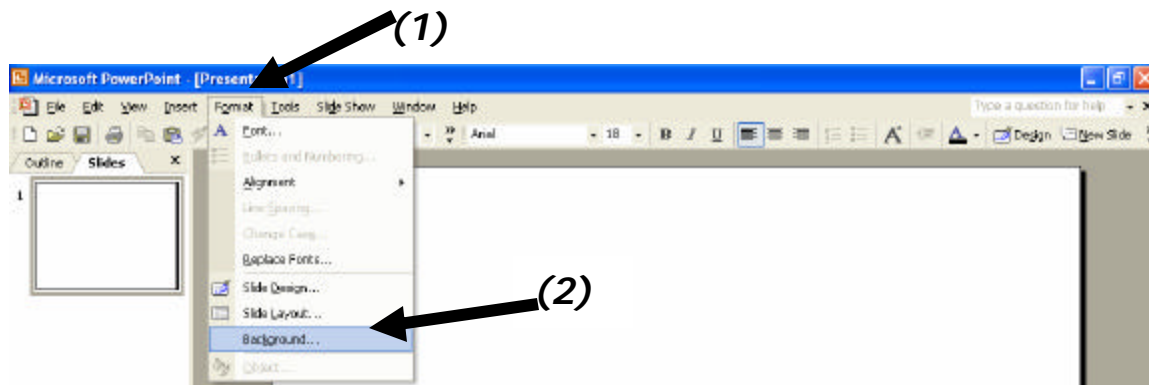 (1)
Microsoft PowerPoint - [Present
File Edit View Insert Format Tools Slide Show Window Help
Type a question for help
Arial 18 B I U Design New Slide
Outline Slides
1
Font...
Bullets and Numbering...
Alignment
Line Spacing...
Change Case...
Replace Fonts...
Slide Design...
Slide Layout...
Background...
Object...
(2)